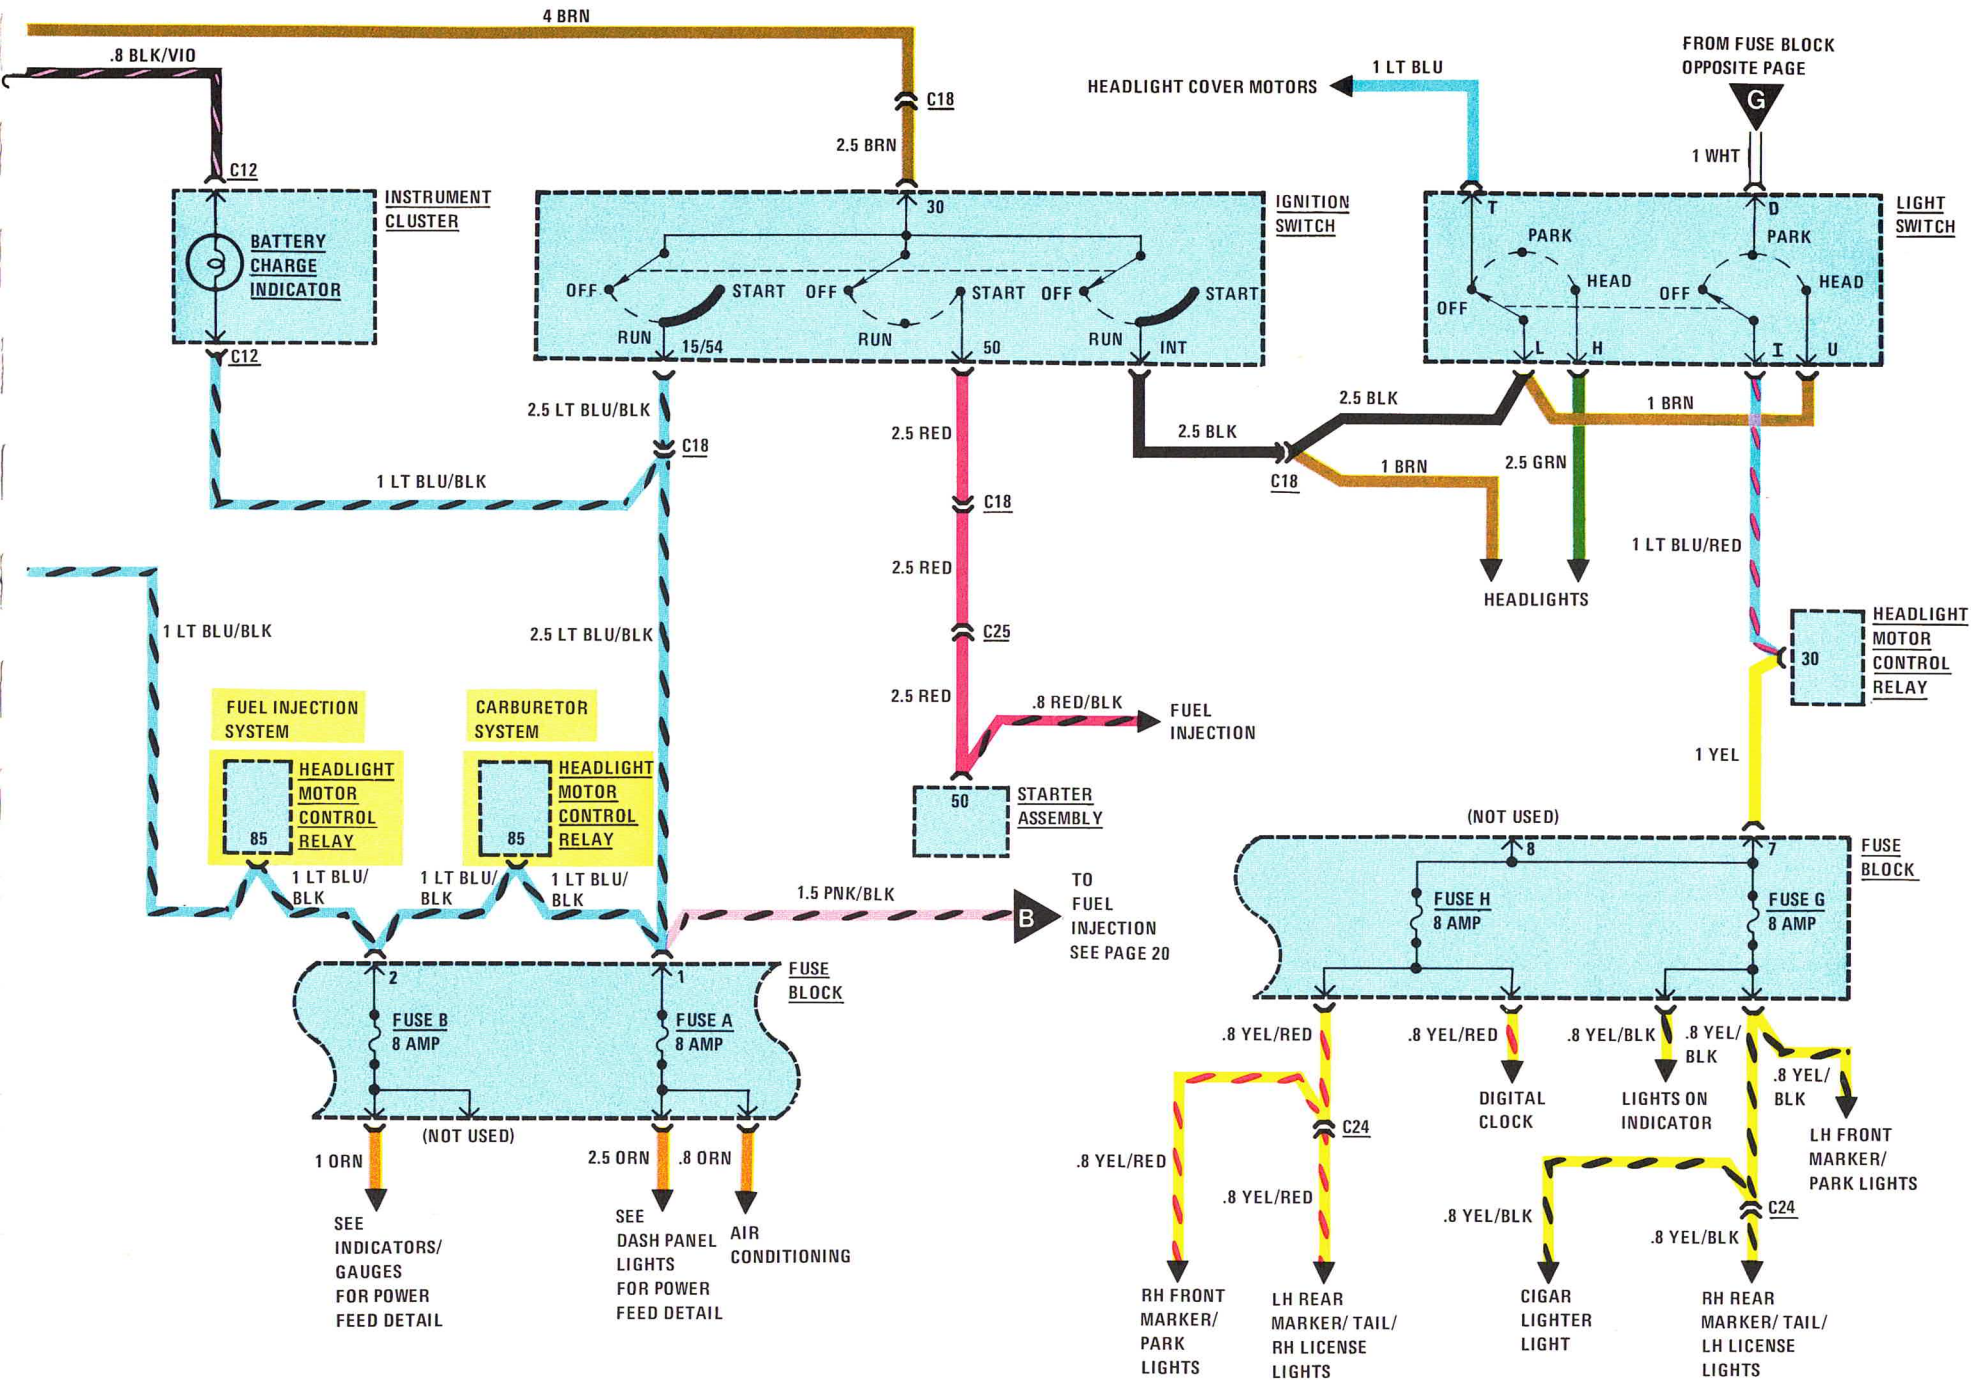 4 BRN
.8 BLK/VIO
C12
INSTRUMENT
CLUSTER
BATTERY
CHARGE
INDICATOR
C12
C18
2.5 BRN
IGNITION
SWITCH
30
OFF
START
RUN
15/54
OFF
START
RUN
50
OFF
START
RUN
INT
HEADLIGHT COVER MOTORS
1 LT BLU
FROM FUSE BLOCK
OPPOSITE PAGE
G
1 WHT
LIGHT
SWITCH
T
PARK
HEAD
OFF
L
H
D
PARK
HEAD
OFF
I
U
2.5 LT BLU/BLK
C18
1 LT BLU/BLK
2.5 RED
C18
2.5 RED
C25
2.5 RED
.8 RED/BLK
FUEL
INJECTION
2.5 BLK
C18
2.5 BLK
1 BRN
1 BRN
2.5 GRN
HEADLIGHTS
1 LT BLU/RED
HEADLIGHT
MOTOR
CONTROL
RELAY
30
1 YEL
1 LT BLU/BLK
2.5 LT BLU/BLK
FUEL INJECTION
SYSTEM
HEADLIGHT
MOTOR
CONTROL
RELAY
85
CARBURETOR
SYSTEM
HEADLIGHT
MOTOR
CONTROL
RELAY
85
1 LT BLU/
BLK
1 LT BLU/
BLK
1 LT BLU/
BLK
50
STARTER
ASSEMBLY
1.5 PNK/BLK
B
TO
FUEL
INJECTION
SEE PAGE 20
FUSE
BLOCK
2
FUSE B
8 AMP
1
FUSE A
8 AMP
(NOT USED)
1 ORN
2.5 ORN
.8 ORN
SEE
INDICATORS/
GAUGES
FOR POWER
FEED DETAIL
SEE
DASH PANEL
LIGHTS
FOR POWER
FEED DETAIL
AIR
CONDITIONING
(NOT USED)
FUSE
BLOCK
8
7
FUSE H
8 AMP
FUSE G
8 AMP
.8 YEL/RED
.8 YEL/RED
.8 YEL/BLK
.8 YEL/
BLK
.8 YEL/
BLK
DIGITAL
CLOCK
LIGHTS ON
INDICATOR
LH FRONT
MARKER/
PARK LIGHTS
C24
.8 YEL/RED
.8 YEL/RED
C24
.8 YEL/BLK
.8 YEL/BLK
RH FRONT
MARKER/
PARK
LIGHTS
LH REAR
MARKER/ TAIL/
RH LICENSE
LIGHTS
CIGAR
LIGHTER
LIGHT
RH REAR
MARKER/ TAIL/
LH LICENSE
LIGHTS